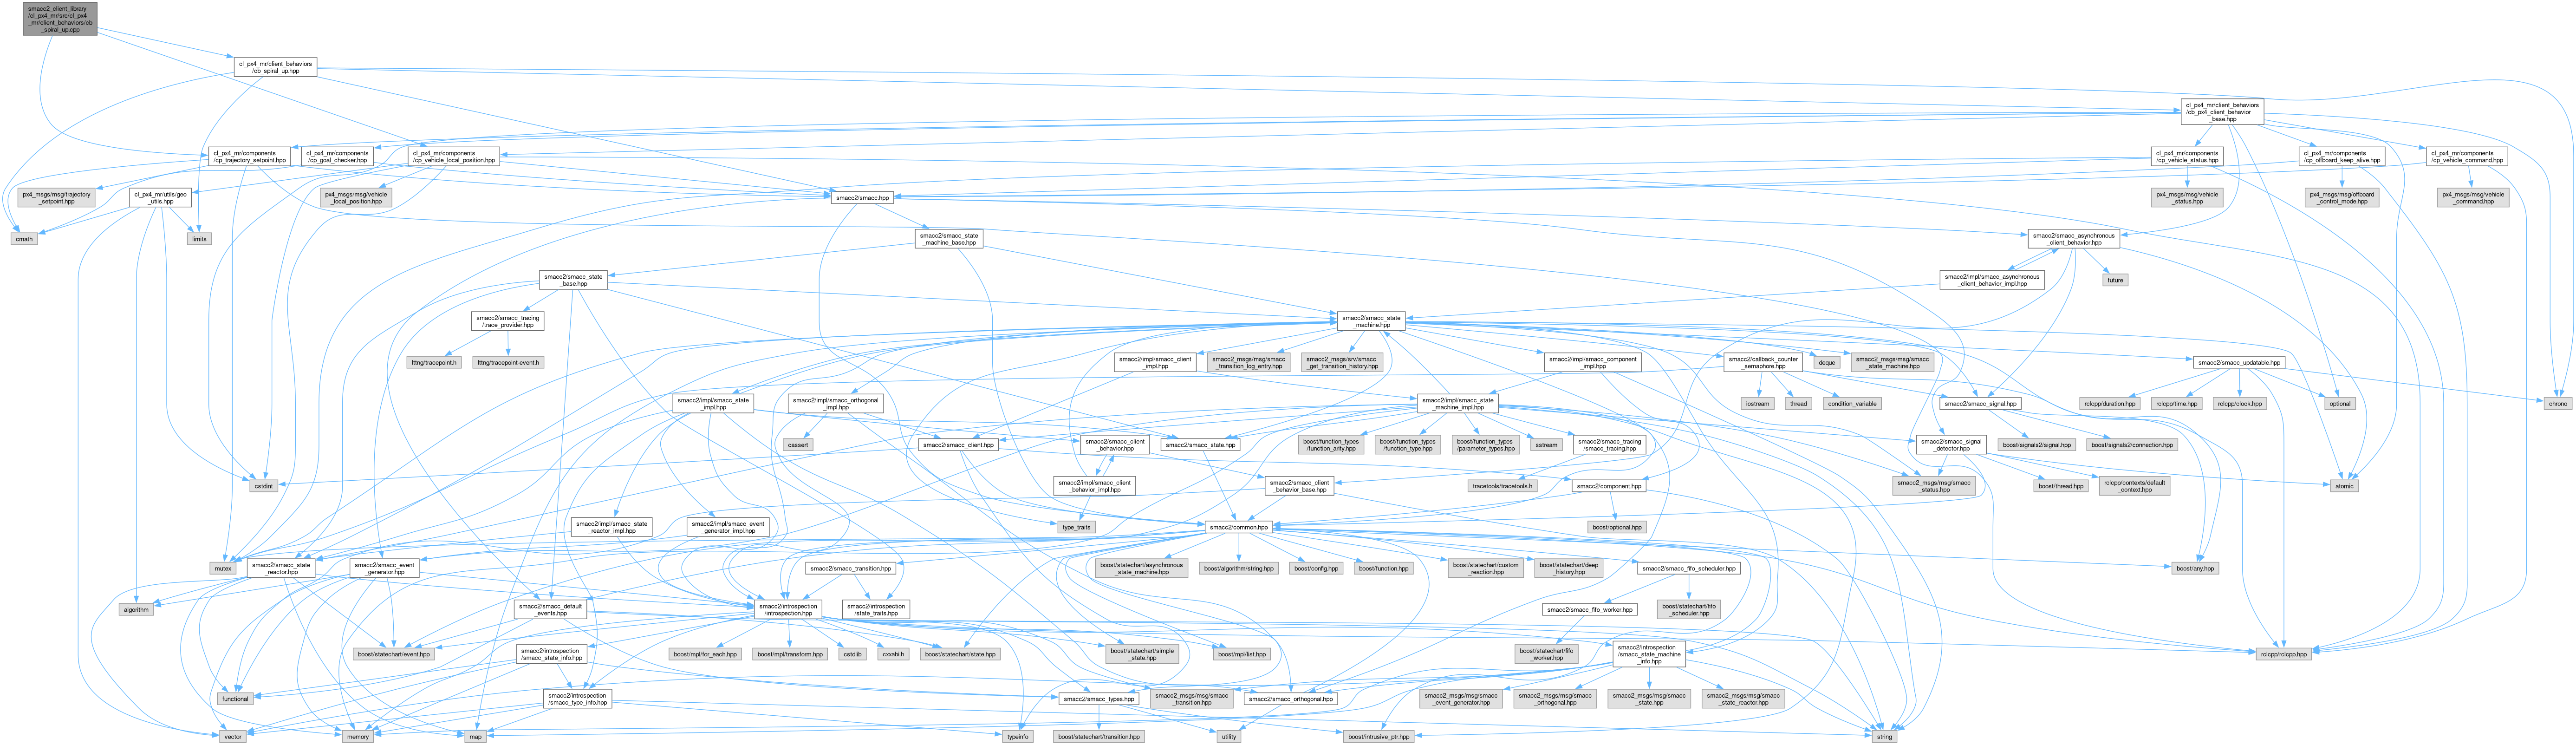 smacc2_client_library
/cl_px4_mr/src/cl_px4
_mr/client_behaviors/cb
_spiral_up.cpp
cl_px4_mr/client_behaviors
/cb_spiral_up.hpp
cl_px4_mr/client_behaviors
/cb_px4_client_behavior
_base.hpp
cl_px4_mr/components
/cp_trajectory_setpoint.hpp
cl_px4_mr/components
/cp_goal_checker.hpp
cl_px4_mr/components
/cp_vehicle_local_position.hpp
cl_px4_mr/components
/cp_vehicle_status.hpp
cl_px4_mr/components
/cp_offboard_keep_alive.hpp
cl_px4_mr/components
/cp_vehicle_command.hpp
px4_msgs/msg/trajectory
_setpoint.hpp
cl_px4_mr/utils/geo
_utils.hpp
px4_msgs/msg/vehicle
_local_position.hpp
smacc2/smacc.hpp
px4_msgs/msg/vehicle
_status.hpp
px4_msgs/msg/offboard
_control_mode.hpp
px4_msgs/msg/vehicle
_command.hpp
cmath
limits
smacc2/smacc_state
_machine_base.hpp
smacc2/smacc_asynchronous
_client_behavior.hpp
smacc2/smacc_state
_base.hpp
smacc2/impl/smacc_asynchronous
_client_behavior_impl.hpp
future
smacc2/smacc_tracing
/trace_provider.hpp
smacc2/smacc_state
_machine.hpp
lttng/tracepoint.h
lttng/tracepoint-event.h
smacc2/impl/smacc_client
_impl.hpp
smacc2_msgs/msg/smacc
_transition_log_entry.hpp
smacc2_msgs/srv/smacc
_get_transition_history.hpp
smacc2/impl/smacc_component
_impl.hpp
smacc2/callback_counter
_semaphore.hpp
deque
smacc2_msgs/msg/smacc
_state_machine.hpp
smacc2/smacc_updatable.hpp
smacc2/impl/smacc_state
_impl.hpp
smacc2/impl/smacc_orthogonal
_impl.hpp
smacc2/impl/smacc_state
_machine_impl.hpp
iostream
thread
condition_variable
smacc2/smacc_signal.hpp
rclcpp/duration.hpp
rclcpp/time.hpp
rclcpp/clock.hpp
optional
chrono
cassert
smacc2/smacc_client.hpp
smacc2/smacc_client
_behavior.hpp
smacc2/smacc_state.hpp
boost/function_types
/function_arity.hpp
boost/function_types
/function_type.hpp
boost/function_types
/parameter_types.hpp
sstream
smacc2/smacc_tracing
/smacc_tracing.hpp
smacc2/smacc_signal
_detector.hpp
boost/signals2/signal.hpp
boost/signals2/connection.hpp
cstdint
smacc2/impl/smacc_client
_behavior_impl.hpp
smacc2/smacc_client
_behavior_base.hpp
tracetools/tracetools.h
smacc2/component.hpp
smacc2_msgs/msg/smacc
_status.hpp
boost/thread.hpp
rclcpp/contexts/default
_context.hpp
atomic
smacc2/impl/smacc_state
_reactor_impl.hpp
smacc2/impl/smacc_event
_generator_impl.hpp
type_traits
smacc2/common.hpp
boost/optional.hpp
mutex
smacc2/smacc_state
_reactor.hpp
smacc2/smacc_event
_generator.hpp
smacc2/smacc_transition.hpp
boost/statechart/asynchronous
_state_machine.hpp
boost/algorithm/string.hpp
boost/config.hpp
boost/function.hpp
boost/statechart/custom
_reaction.hpp
boost/statechart/deep
_history.hpp
smacc2/smacc_fifo_scheduler.hpp
boost/any.hpp
algorithm
smacc2/smacc_default
_events.hpp
smacc2/introspection
/introspection.hpp
smacc2/introspection
/state_traits.hpp
smacc2/smacc_fifo_worker.hpp
boost/statechart/fifo
_scheduler.hpp
boost/statechart/event.hpp
smacc2/introspection
/smacc_state_info.hpp
boost/mpl/for_each.hpp
boost/mpl/transform.hpp
cstdlib
cxxabi.h
boost/statechart/state.hpp
boost/statechart/simple
_state.hpp
boost/mpl/list.hpp
boost/statechart/fifo
_worker.hpp
smacc2/introspection
/smacc_state_machine
_info.hpp
rclcpp/rclcpp.hpp
functional
smacc2/introspection
/smacc_type_info.hpp
smacc2/smacc_types.hpp
smacc2_msgs/msg/smacc
_transition.hpp
smacc2/smacc_orthogonal.hpp
smacc2_msgs/msg/smacc
_event_generator.hpp
smacc2_msgs/msg/smacc
_orthogonal.hpp
smacc2_msgs/msg/smacc
_state.hpp
smacc2_msgs/msg/smacc
_state_reactor.hpp
vector
memory
map
typeinfo
boost/statechart/transition.hpp
utility
boost/intrusive_ptr.hpp
string